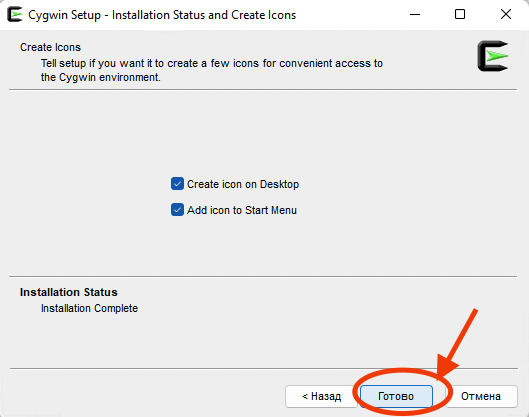 Cygwin Setup - Installation Status and Create Icons
Create Icons
Tell setup if you want it to create a few icons for convenient access to
the Cygwin environment.
Create icon on Desktop
Add icon to Start Menu
Installation Status
Installation Complete
< Назад
Готово
Отмена